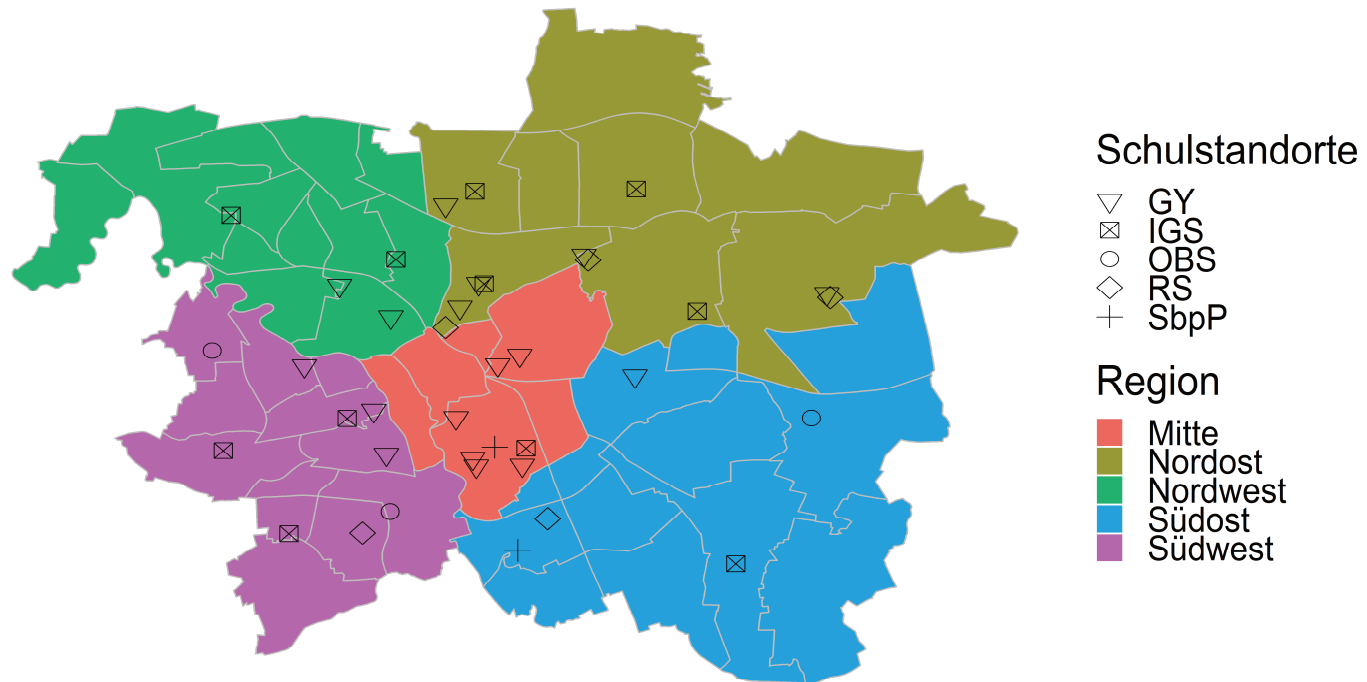 Schulstandorte
GY
IGS
OBS
RS
SbpP
Region
Mitte
Nordost
Nordwest
Südost
Südwest